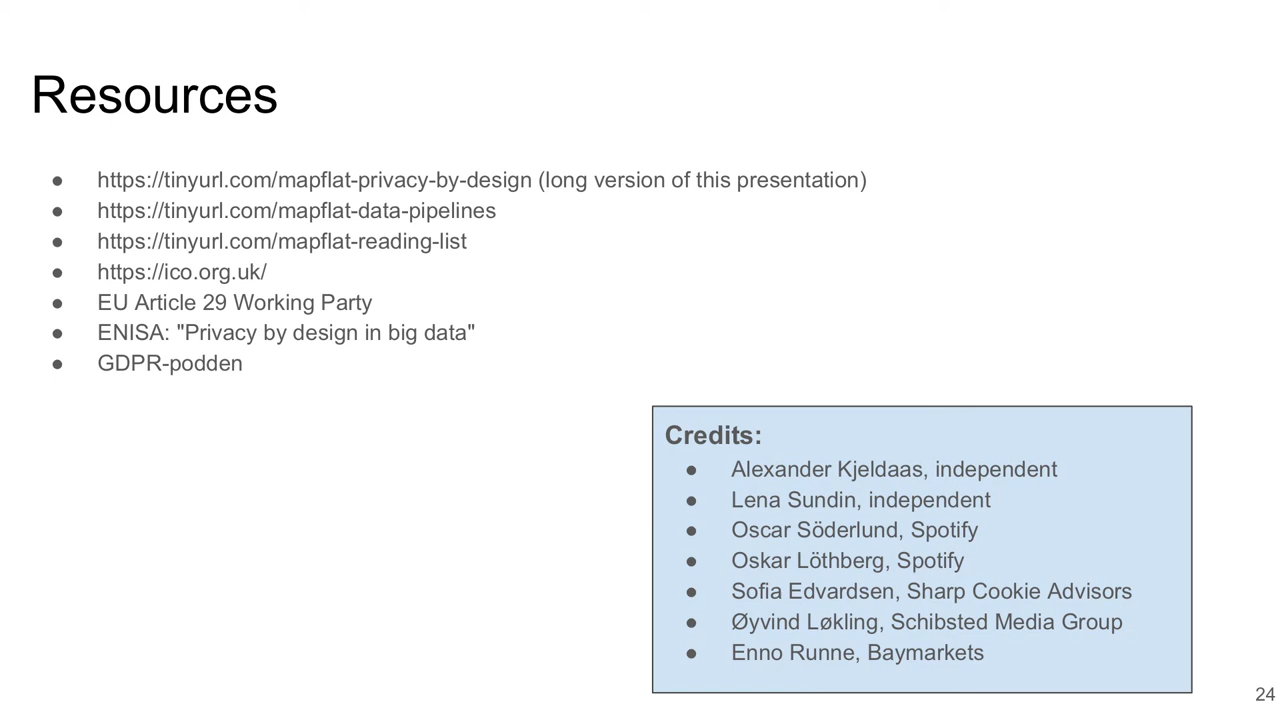 Resources
● https://tinyurl.com/mapflat-privacy-by-design (long version of this presentation)
● https://tinyurl.com/mapflat-data-pipelines
● https://tinyurl.com/mapflat-reading-list
● https://ico.org.uk/
● EU Article 29 Working Party
● ENISA: "Privacy by design in big data"
● GDPR-podden
Credits:
● Alexander Kjeldaas, independent
● Lena Sundin, independent
● Oscar Söderlund, Spotify
● Oskar Löthberg, Spotify
● Sofia Edvardsen, Sharp Cookie Advisors
● Øyvind Løkling, Schibsted Media Group
● Enno Runne, Baymarkets
24